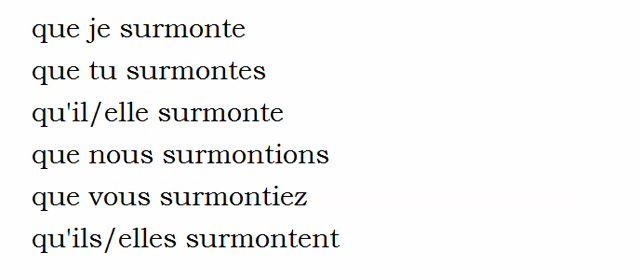 que je surmonte
que tu surmontes
qu'il/elle surmonte
que nous surmontions
que vous surmontiez
qu'ils/elles surmontent